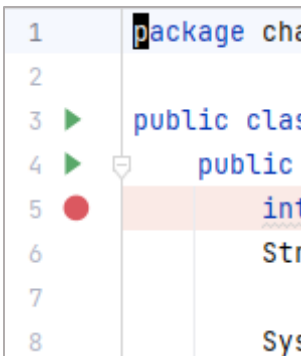 1 package cha
2
3 public clas
4 public
5 int
6 Str
7
8 Sys